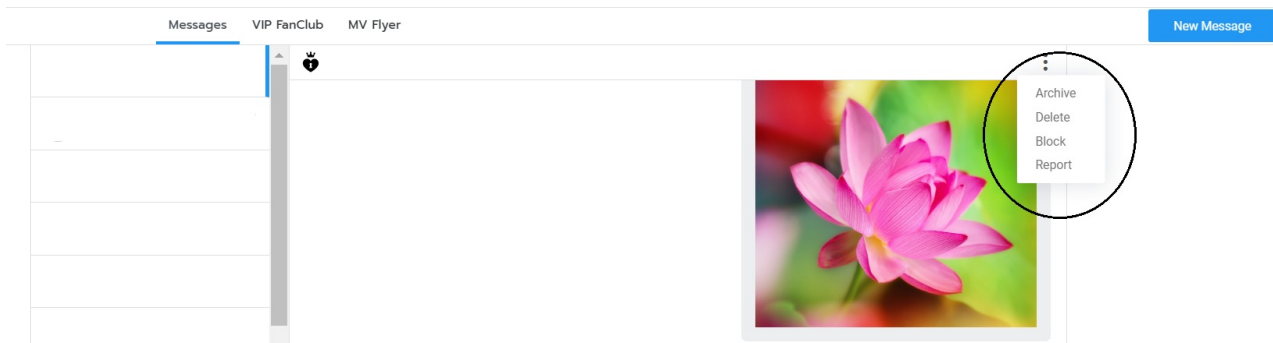 Messages VIP FanClub MV Flyer New Message
Archive
Delete
Block
Report